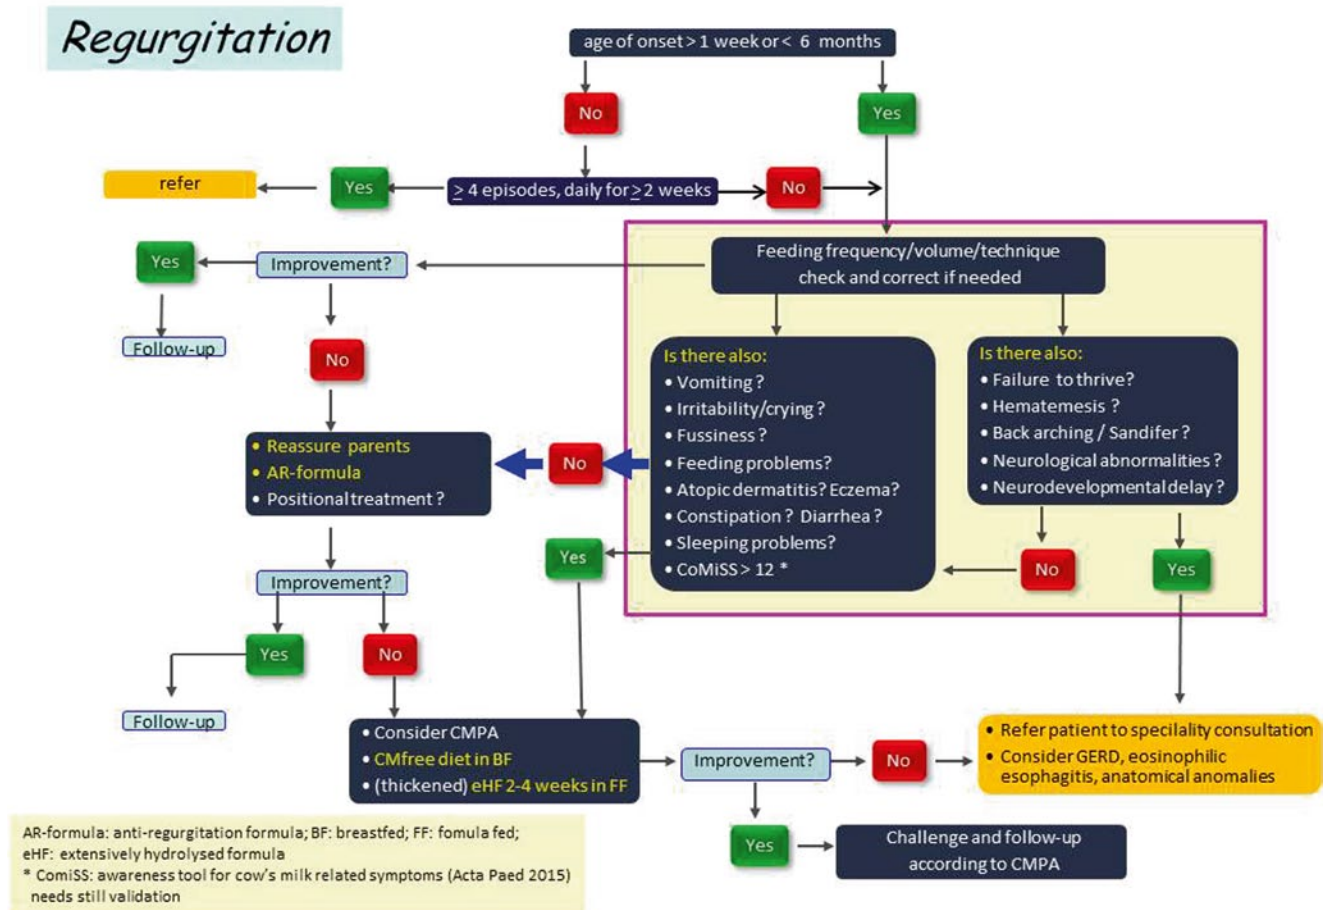 Regurgitation
age of onset > 1 week or < 6 months
No
Yes
refer
Yes
≥ 4 episodes, daily for ≥ 2 weeks
No
Feeding frequency/volume/technique
check and correct if needed
Yes
Improvement?
Follow-up
No
Is there also:
• Vomiting ?
• Irritability/crying ?
• Fussiness ?
• Feeding problems?
• Atopic dermatitis? Eczema?
• Constipation ? Diarrhea ?
• Sleeping problems?
• CoMiSS > 12 *
Is there also:
• Failure to thrive?
• Hematemesis ?
• Back arching / Sandifer ?
• Neurological abnormalities ?
• Neurodevelopmental delay ?
• Reassure parents
• AR-formula
• Positional treatment ?
No
Yes
No
Yes
Improvement?
Yes
No
Follow-up
• Consider CMPA
• CMfree diet in BF
• (thickened) eHF 2-4 weeks in FF
Improvement?
No
• Refer patient to specilality consultation
• Consider GERD, eosinophilic
esophagitis, anatomical anomalies
Yes
Challenge and follow-up
according to CMPA
AR-formula: anti-regurgitation formula; BF: breastfed; FF: fomula fed;
eHF: extensively hydrolysed formula
* ComiSS: awareness tool for cow's milk related symptoms (Acta Paed 2015)
needs still validation